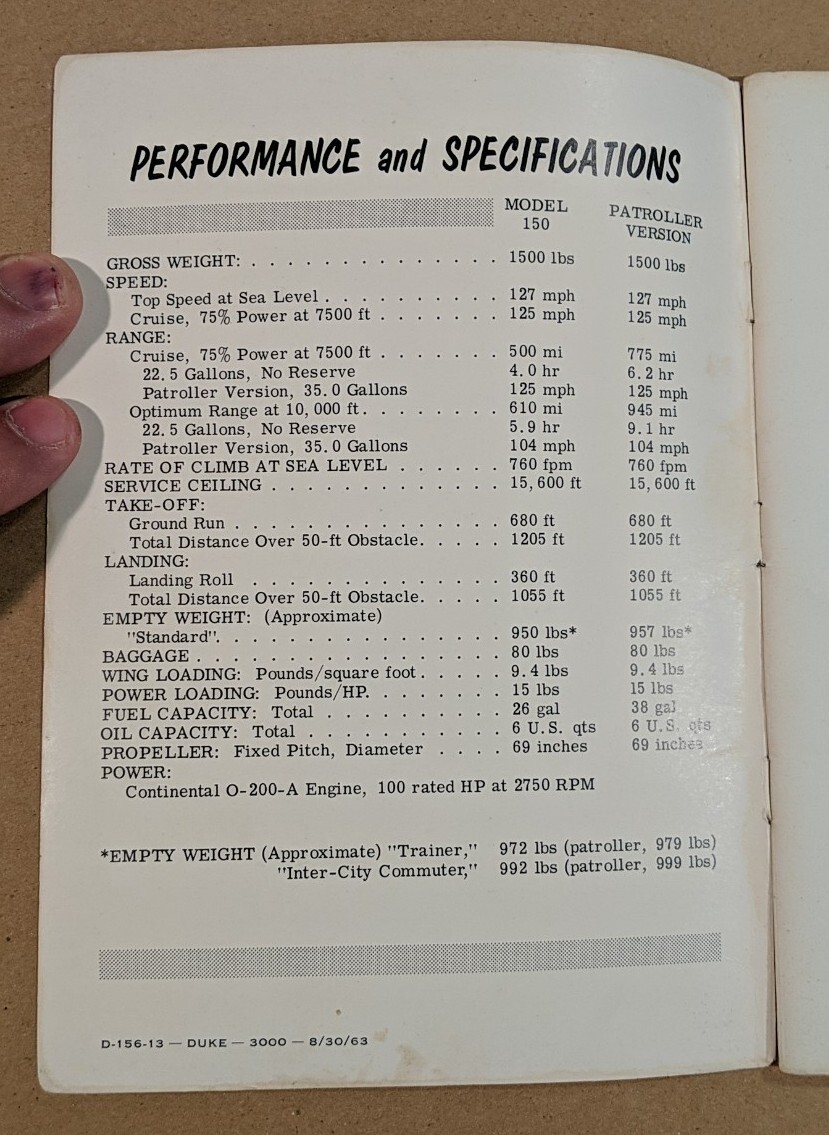 PERFORMANCE and SPECIFICATIONS
MODEL 150 PATROLLER VERSION
GROSS WEIGHT: . . . . . . . . . . . . . . 1500 lbs 1500 lbs
SPEED:
Top Speed at Sea Level . . . . . . . . . . 127 mph 127 mph
Cruise, 75% Power at 7500 ft . . . . . . . 125 mph 125 mph
RANGE:
Cruise, 75% Power at 7500 ft . . . . . . . 500 mi 775 mi
22.5 Gallons, No Reserve 4.0 hr 6.2 hr
Patroller Version, 35.0 Gallons 125 mph 125 mph
Optimum Range at 10,000 ft. . . . . . . . 610 mi 945 mi
22.5 Gallons, No Reserve 5.9 hr 9.1 hr
Patroller Version, 35.0 Gallons 104 mph 104 mph
RATE OF CLIMB AT SEA LEVEL . . . . . . 760 fpm 760 fpm
SERVICE CEILING . . . . . . . . . . . . . 15,600 ft 15,600 ft
TAKE-OFF:
Ground Run . . . . . . . . . . . . . . . 680 ft 680 ft
Total Distance Over 50-ft Obstacle. . . . . 1205 ft 1205 ft
LANDING:
Landing Roll . . . . . . . . . . . . . . 360 ft 360 ft
Total Distance Over 50-ft Obstacle. . . . . 1055 ft 1055 ft
EMPTY WEIGHT: (Approximate)
"Standard". . . . . . . . . . . . . . . . 950 lbs* 957 lbs*
BAGGAGE . . . . . . . . . . . . . . . . . 80 lbs 80 lbs
WING LOADING: Pounds/square foot . . . . . 9.4 lbs 9.4 lbs
POWER LOADING: Pounds/HP. . . . . . . . 15 lbs 15 lbs
FUEL CAPACITY: Total . . . . . . . . . . 26 gal 38 gal
OIL CAPACITY: Total . . . . . . . . . . . 6 U.S. qts 6 U.S. qts
PROPELLER: Fixed Pitch, Diameter . . . . 69 inches 69 inches
POWER:
Continental O-200-A Engine, 100 rated HP at 2750 RPM
*EMPTY WEIGHT (Approximate) "Trainer," 972 lbs (patroller, 979 lbs)
"Inter-City Commuter," 992 lbs (patroller, 999 lbs)
D-156-13 — DUKE — 3000 — 8/30/63